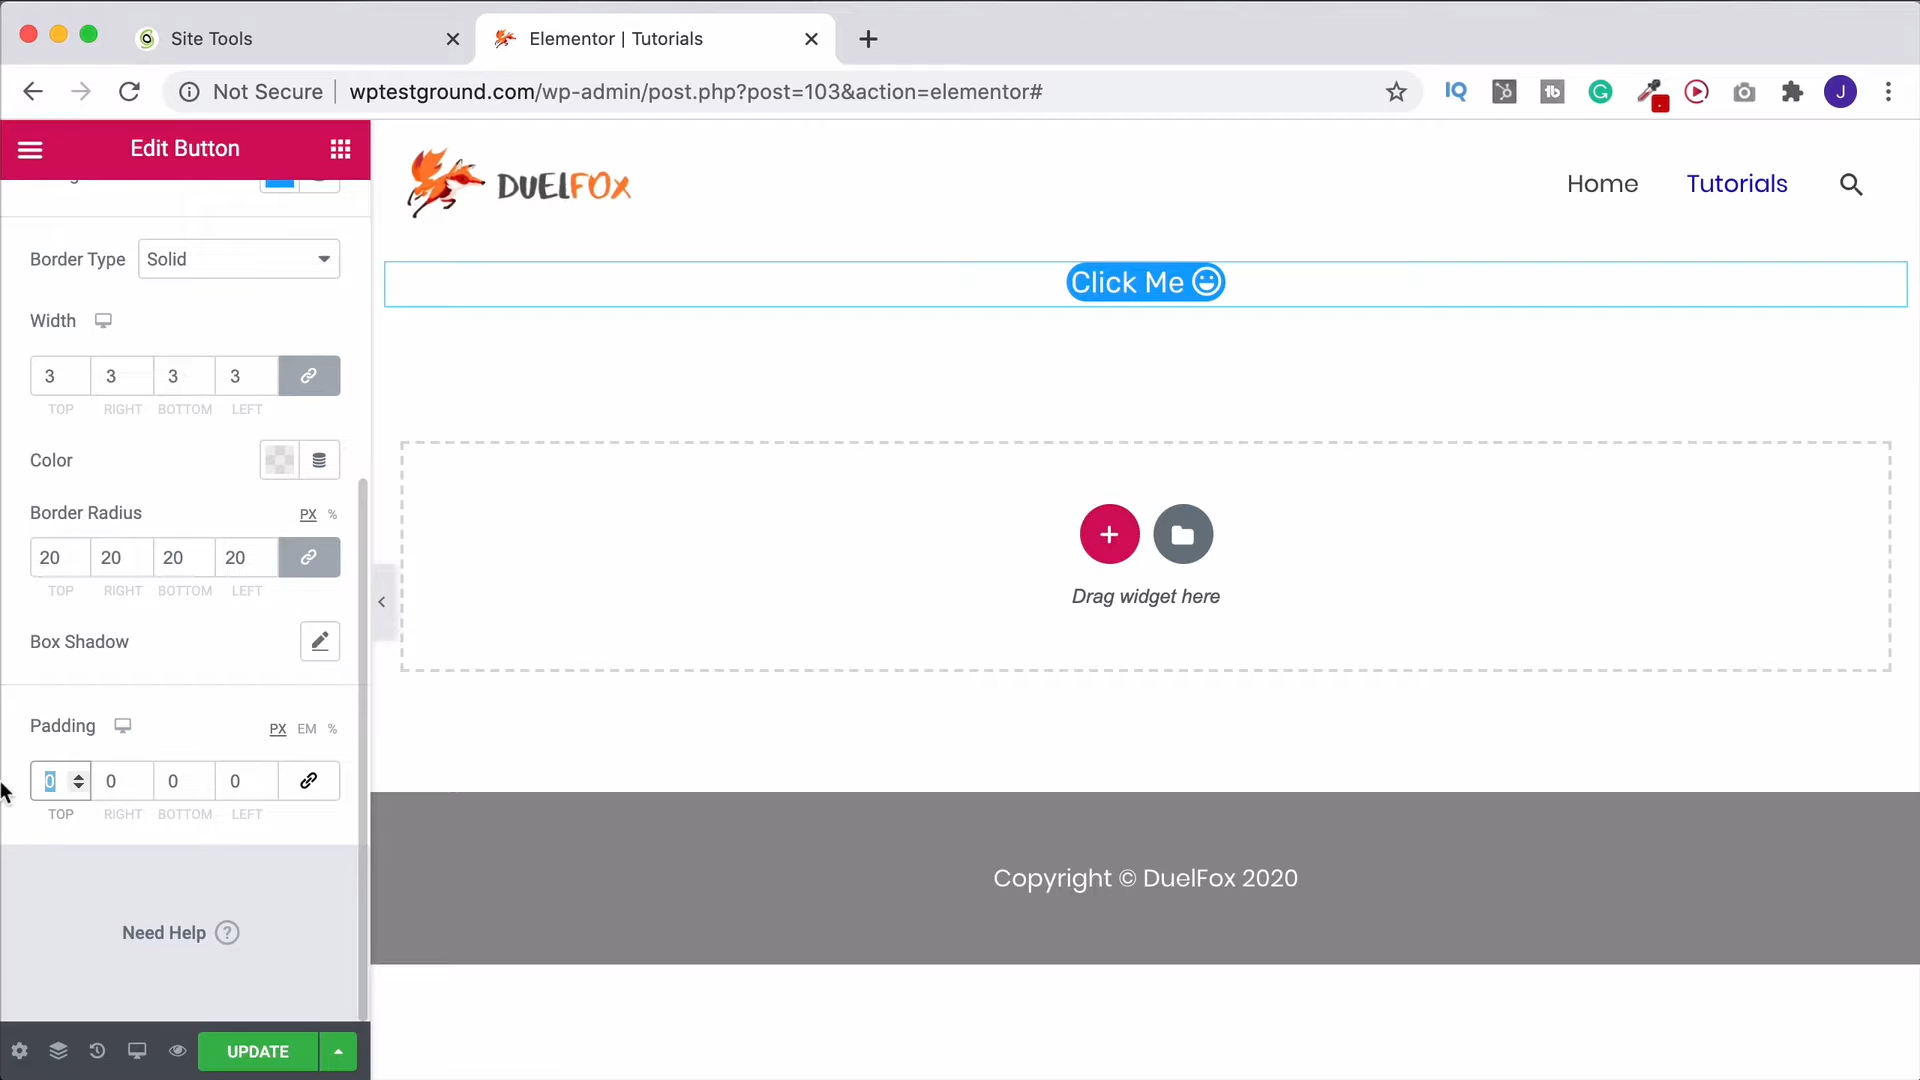 Site Tools
Elementor | Tutorials
Not Secure
wptestground.com/wp-admin/post.php?post=103&action=elementor#
IQ
tb
G
J
Edit Button
Border Type
Solid
Width
3 3 3 3
TOP RIGHT BOTTOM LEFT
Color
Border Radius
PX %
20 20 20 20
TOP RIGHT BOTTOM LEFT
Box Shadow
Padding
PX EM %
0 0 0 0
TOP RIGHT BOTTOM LEFT
Need Help ?
UPDATE
DUELFOX
Home
Tutorials
Click Me
Drag widget here
Copyright © DuelFox 2020